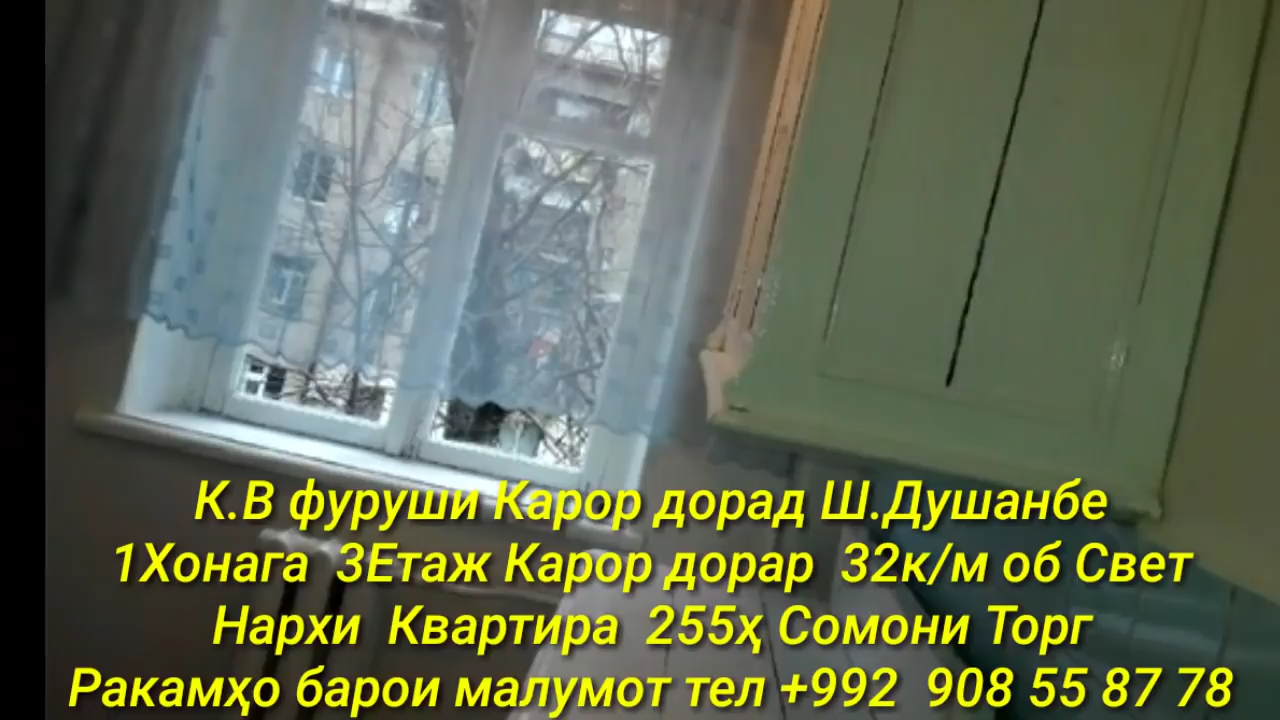 К.В фуруши Карор дорад Ш.Душанбе
1Хонага 3Етаж Карор дорар 32к/м об Свет
Нархи Квартира 255ҳ Сомони Торг
Ракамҳо барои малумот тел +992 908 55 87 78